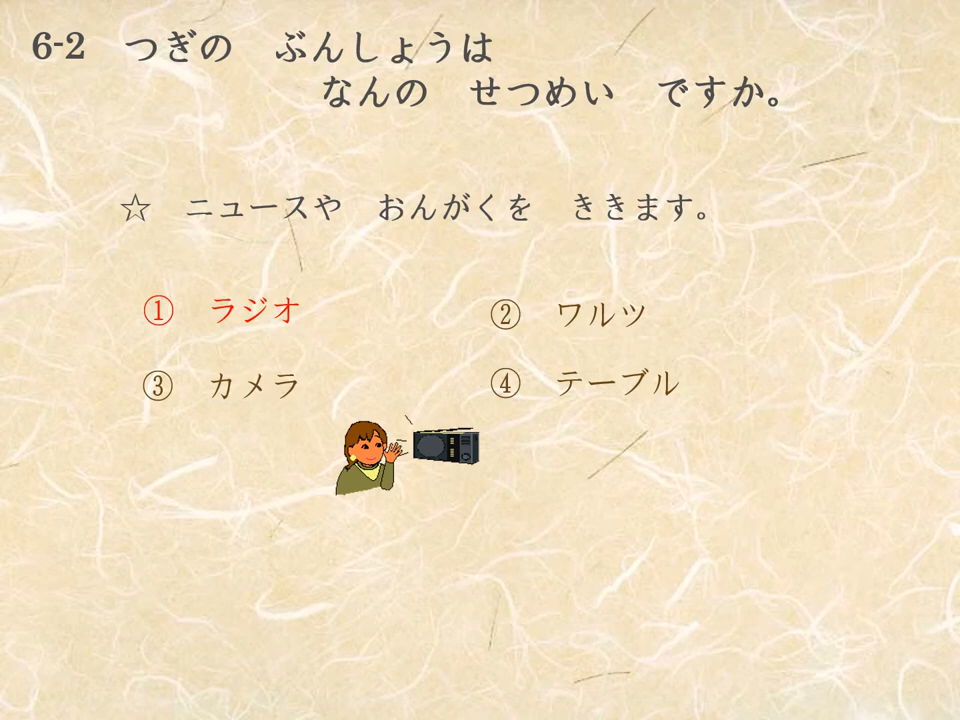 6-2　つぎの　ぶんしょうは
なんの　せつめい　ですか。
☆　ニュースや　おんがくを　ききます。
①　ラジオ　②　ワルツ
③　カメラ　④　テーブル